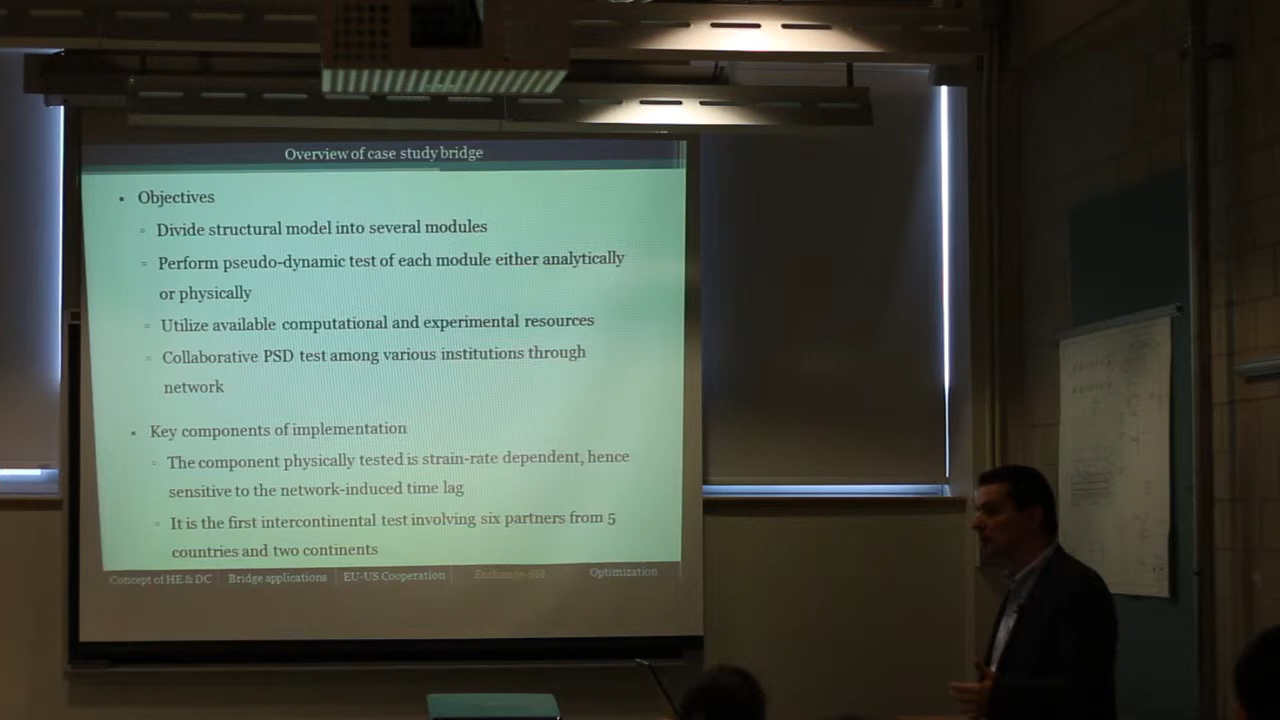 Overview of case study bridge
• Objectives
▫ Divide structural model into several modules
▫ Perform pseudo-dynamic test of each module either analytically
or physically
▫ Utilize available computational and experimental resources
▫ Collaborative PSD test among various institutions through
network
• Key components of implementation
▫ The component physically tested is strain-rate dependent, hence
sensitive to the network-induced time lag
▫ It is the first intercontinental test involving six partners from 5
countries and two continents
Concept of HE & DC Bridge applications EU-US Cooperation Exchange-SSI Optimization